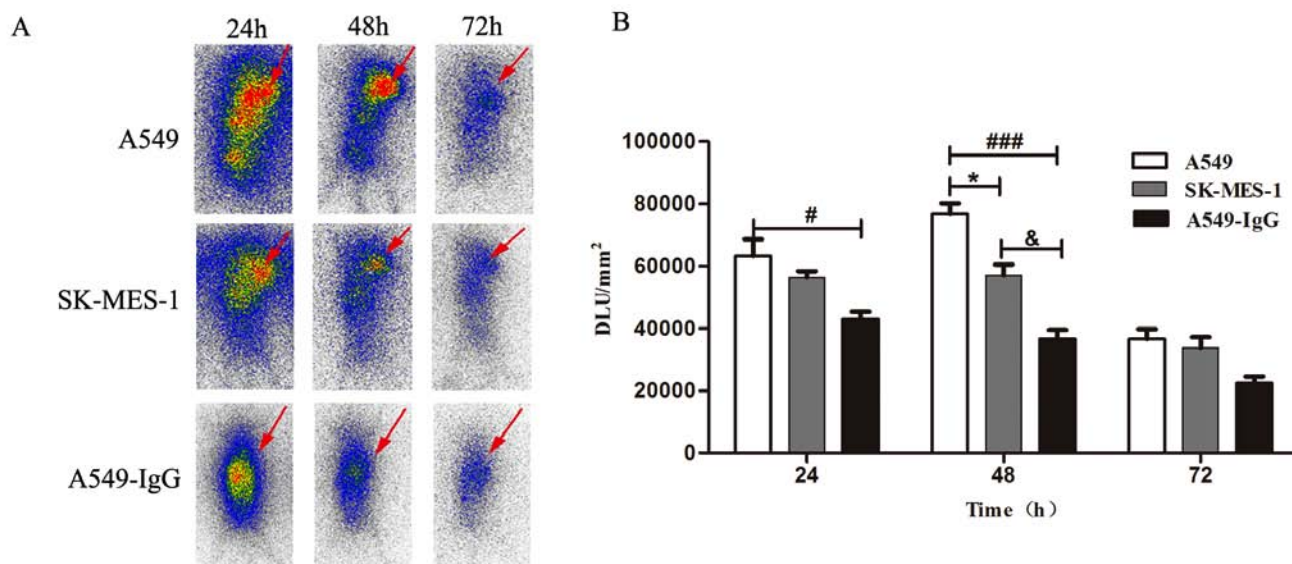 A
24h 48h 72h
A549
SK-MES-1
A549-IgG
B
DLU/mm²
100000
80000
60000
40000
20000
0
#
###
*
&
A549
SK-MES-1
A549-IgG
24 48 72
Time（h）